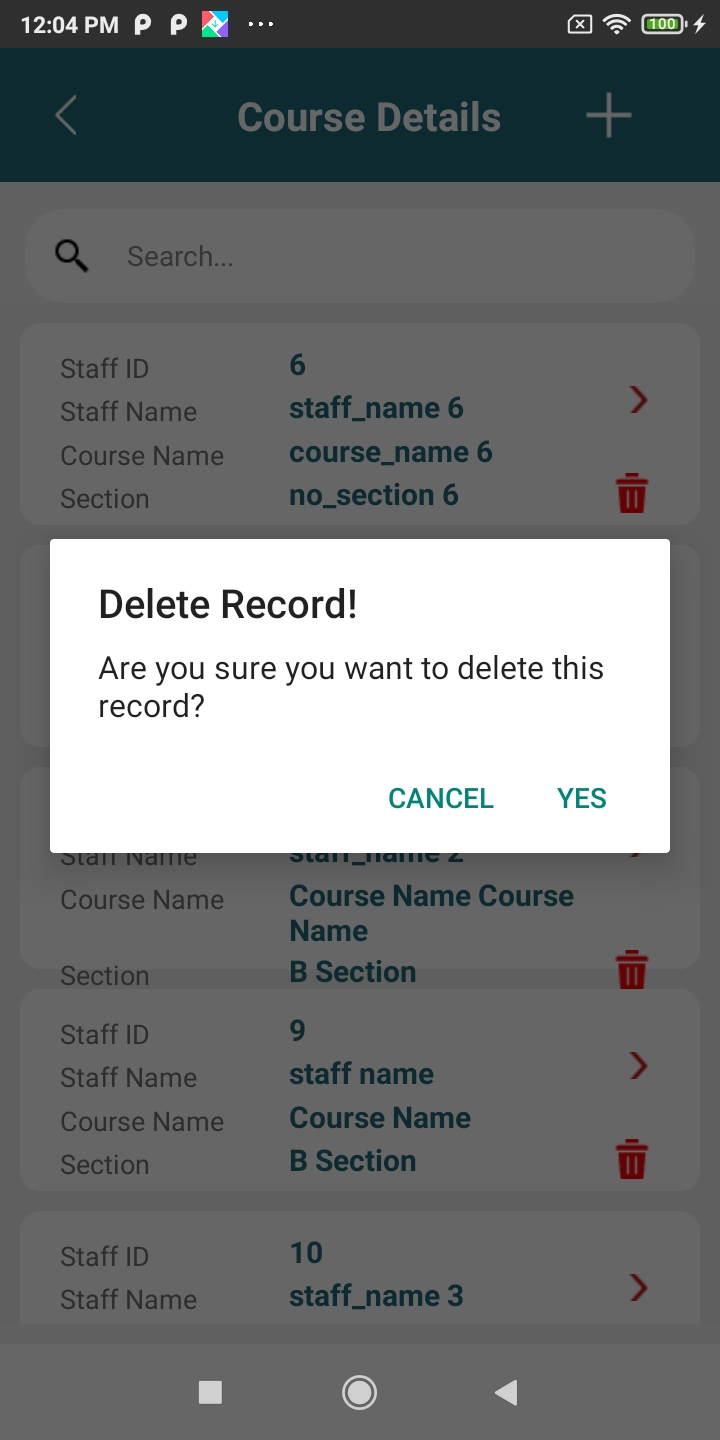 12:04 PM
100
Course Details
Search...
Staff ID 6
Staff Name staff_name 6
Course Name course_name 6
Section no_section 6
Delete Record!
Are you sure you want to delete this
record?
CANCEL YES
Staff Name staff_name 2
Course Name Course Name Course
Name
Section B Section
Staff ID 9
Staff Name staff name
Course Name Course Name
Section B Section
Staff ID 10
Staff Name staff_name 3